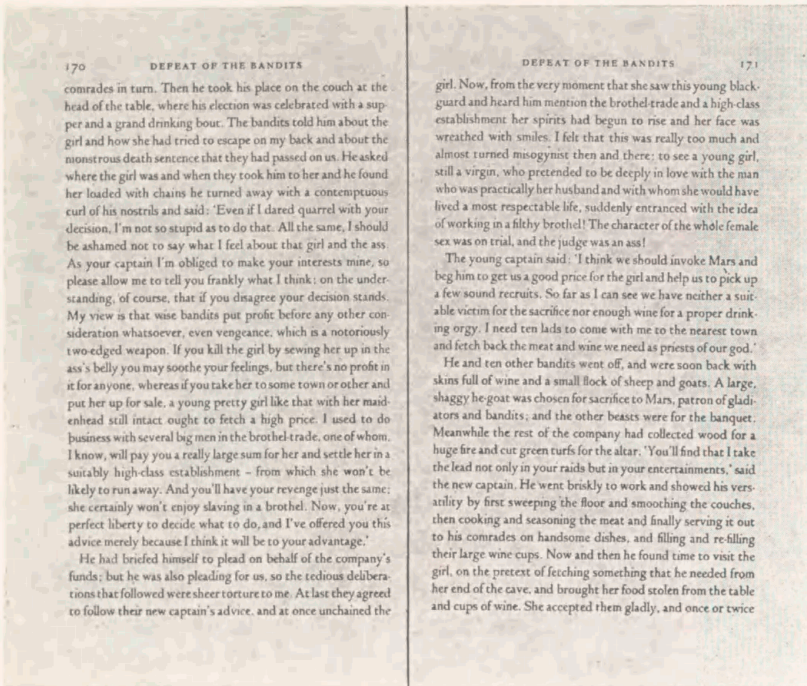 170 DEFEAT OF THE BANDITS
comrades in turn. Then he took his place on the couch at the
head of the table, where his election was celebrated with a sup-
per and a grand drinking bout. The bandits told him about the
girl and how she had tried to escape on my back and about the
monstrous death sentence that they had passed on us. He asked
where the girl was and when they took him to her and he found
her loaded with chains he turned away with a contemptuous
curl of his nostrils and said: 'Even if I dared quarrel with your
decision, I'm not so stupid as to do that. All the same, I should
be ashamed not to say what I feel about that girl and the ass.
As your captain I'm obliged to make your interests mine, so
please allow me to tell you frankly what I think: on the under-
standing, of course, that if you disagree your decision stands.
My view is that wise bandits put profit before any other con-
sideration whatsoever, even vengeance, which is a notoriously
two-edged weapon. If you kill the girl by sewing her up in the
ass's belly you may soothe your feelings, but there's no profit in
it for anyone, whereas if you take her to some town or other and
put her up for sale, a young pretty girl like that with her maid-
enhead still intact ought to fetch a high price. I used to do
business with several big men in the brothel-trade, one of whom,
I know, will pay you a really large sum for her and settle her in a
suitably high-class establishment – from which she won't be
likely to run away. And you'll have your revenge just the same;
she certainly won't enjoy slaving in a brothel. Now, you're at
perfect liberty to decide what to do, and I've offered you this
advice merely because I think it will be to your advantage.'
He had briefed himself to plead on behalf of the company's
funds; but he was also pleading for us, so the tedious delibera-
tions that followed were sheer torture to me. At last they agreed
to follow their new captain's advice, and at once unchained the
DEFEAT OF THE BANDITS 171
girl. Now, from the very moment that she saw this young black-
guard and heard him mention the brothel-trade and a high-class
establishment her spirits had begun to rise and her face was
wreathed with smiles. I felt that this was really too much and
almost turned misogynist then and there: to see a young girl,
still a virgin, who pretended to be deeply in love with the man
who was practically her husband and with whom she would have
lived a most respectable life, suddenly entranced with the idea
of working in a filthy brothel! The character of the whole female
sex was on trial, and the judge was an ass!
The young captain said: 'I think we should invoke Mars and
beg him to get us a good price for the girl and help us to pick up
a few sound recruits. So far as I can see we have neither a suit-
able victim for the sacrifice nor enough wine for a proper drink-
ing orgy. I need ten lads to come with me to the nearest town
and fetch back the meat and wine we need as priests of our god.'
He and ten other bandits went off, and were soon back with
skins full of wine and a small flock of sheep and goats. A large,
shaggy he-goat was chosen for sacrifice to Mars, patron of gladi-
ators and bandits; and the other beasts were for the banquet.
Meanwhile the rest of the company had collected wood for a
huge fire and cut green turfs for the altar. 'You'll find that I take
the lead not only in your raids but in your entertainments,' said
the new captain. He went briskly to work and showed his vers-
atility by first sweeping the floor and smoothing the couches,
then cooking and seasoning the meat and finally serving it out
to his comrades on handsome dishes, and filling and re-filling
their large wine cups. Now and then he found time to visit the
girl, on the pretext of fetching something that he needed from
her end of the cave, and brought her food stolen from the table
and cups of wine. She accepted them gladly, and once or twice